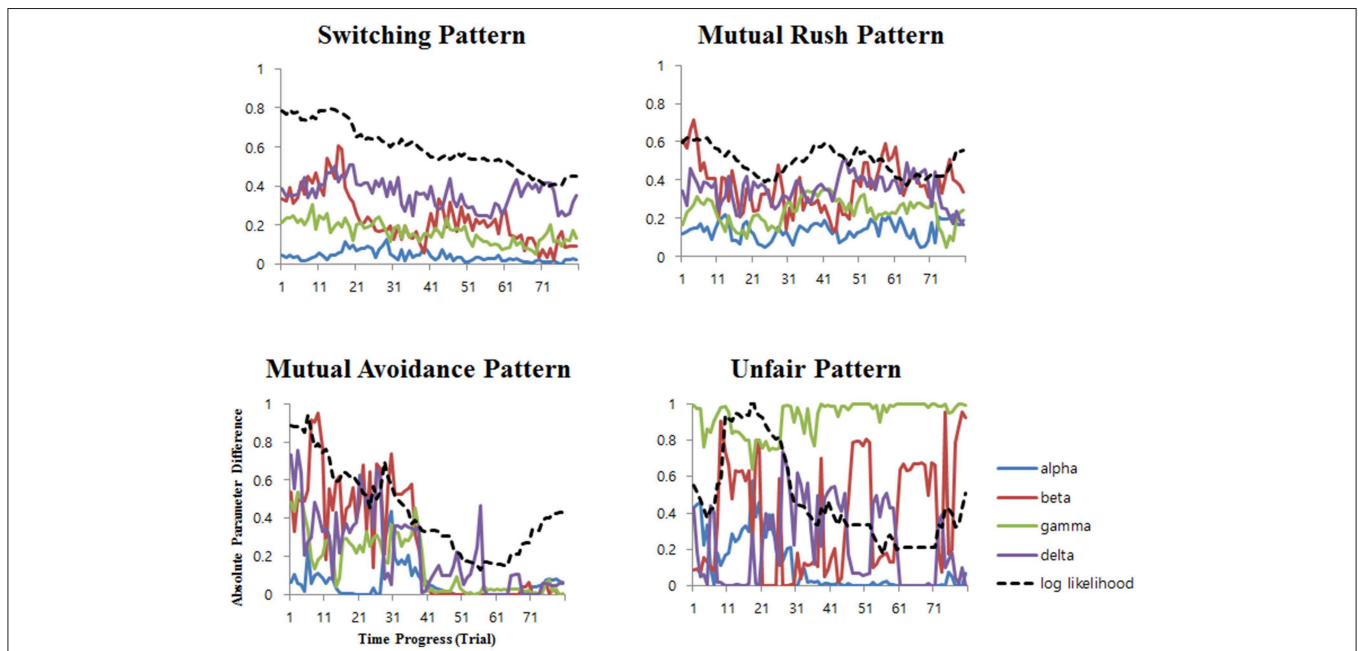 Switching Pattern
1
0.8
0.6
0.4
0.2
0
1 11 21 31 41 51 61 71
Mutual Rush Pattern
1
0.8
0.6
0.4
0.2
0
1 11 21 31 41 51 61 71
Mutual Avoidance Pattern
Absolute Parameter Difference
1
0.8
0.6
0.4
0.2
0
1 11 21 31 41 51 61 71
Time Progress (Trial)
Unfair Pattern
1
0.8
0.6
0.4
0.2
0
1 11 21 31 41 51 61 71
alpha
beta
gamma
delta
log likelihood